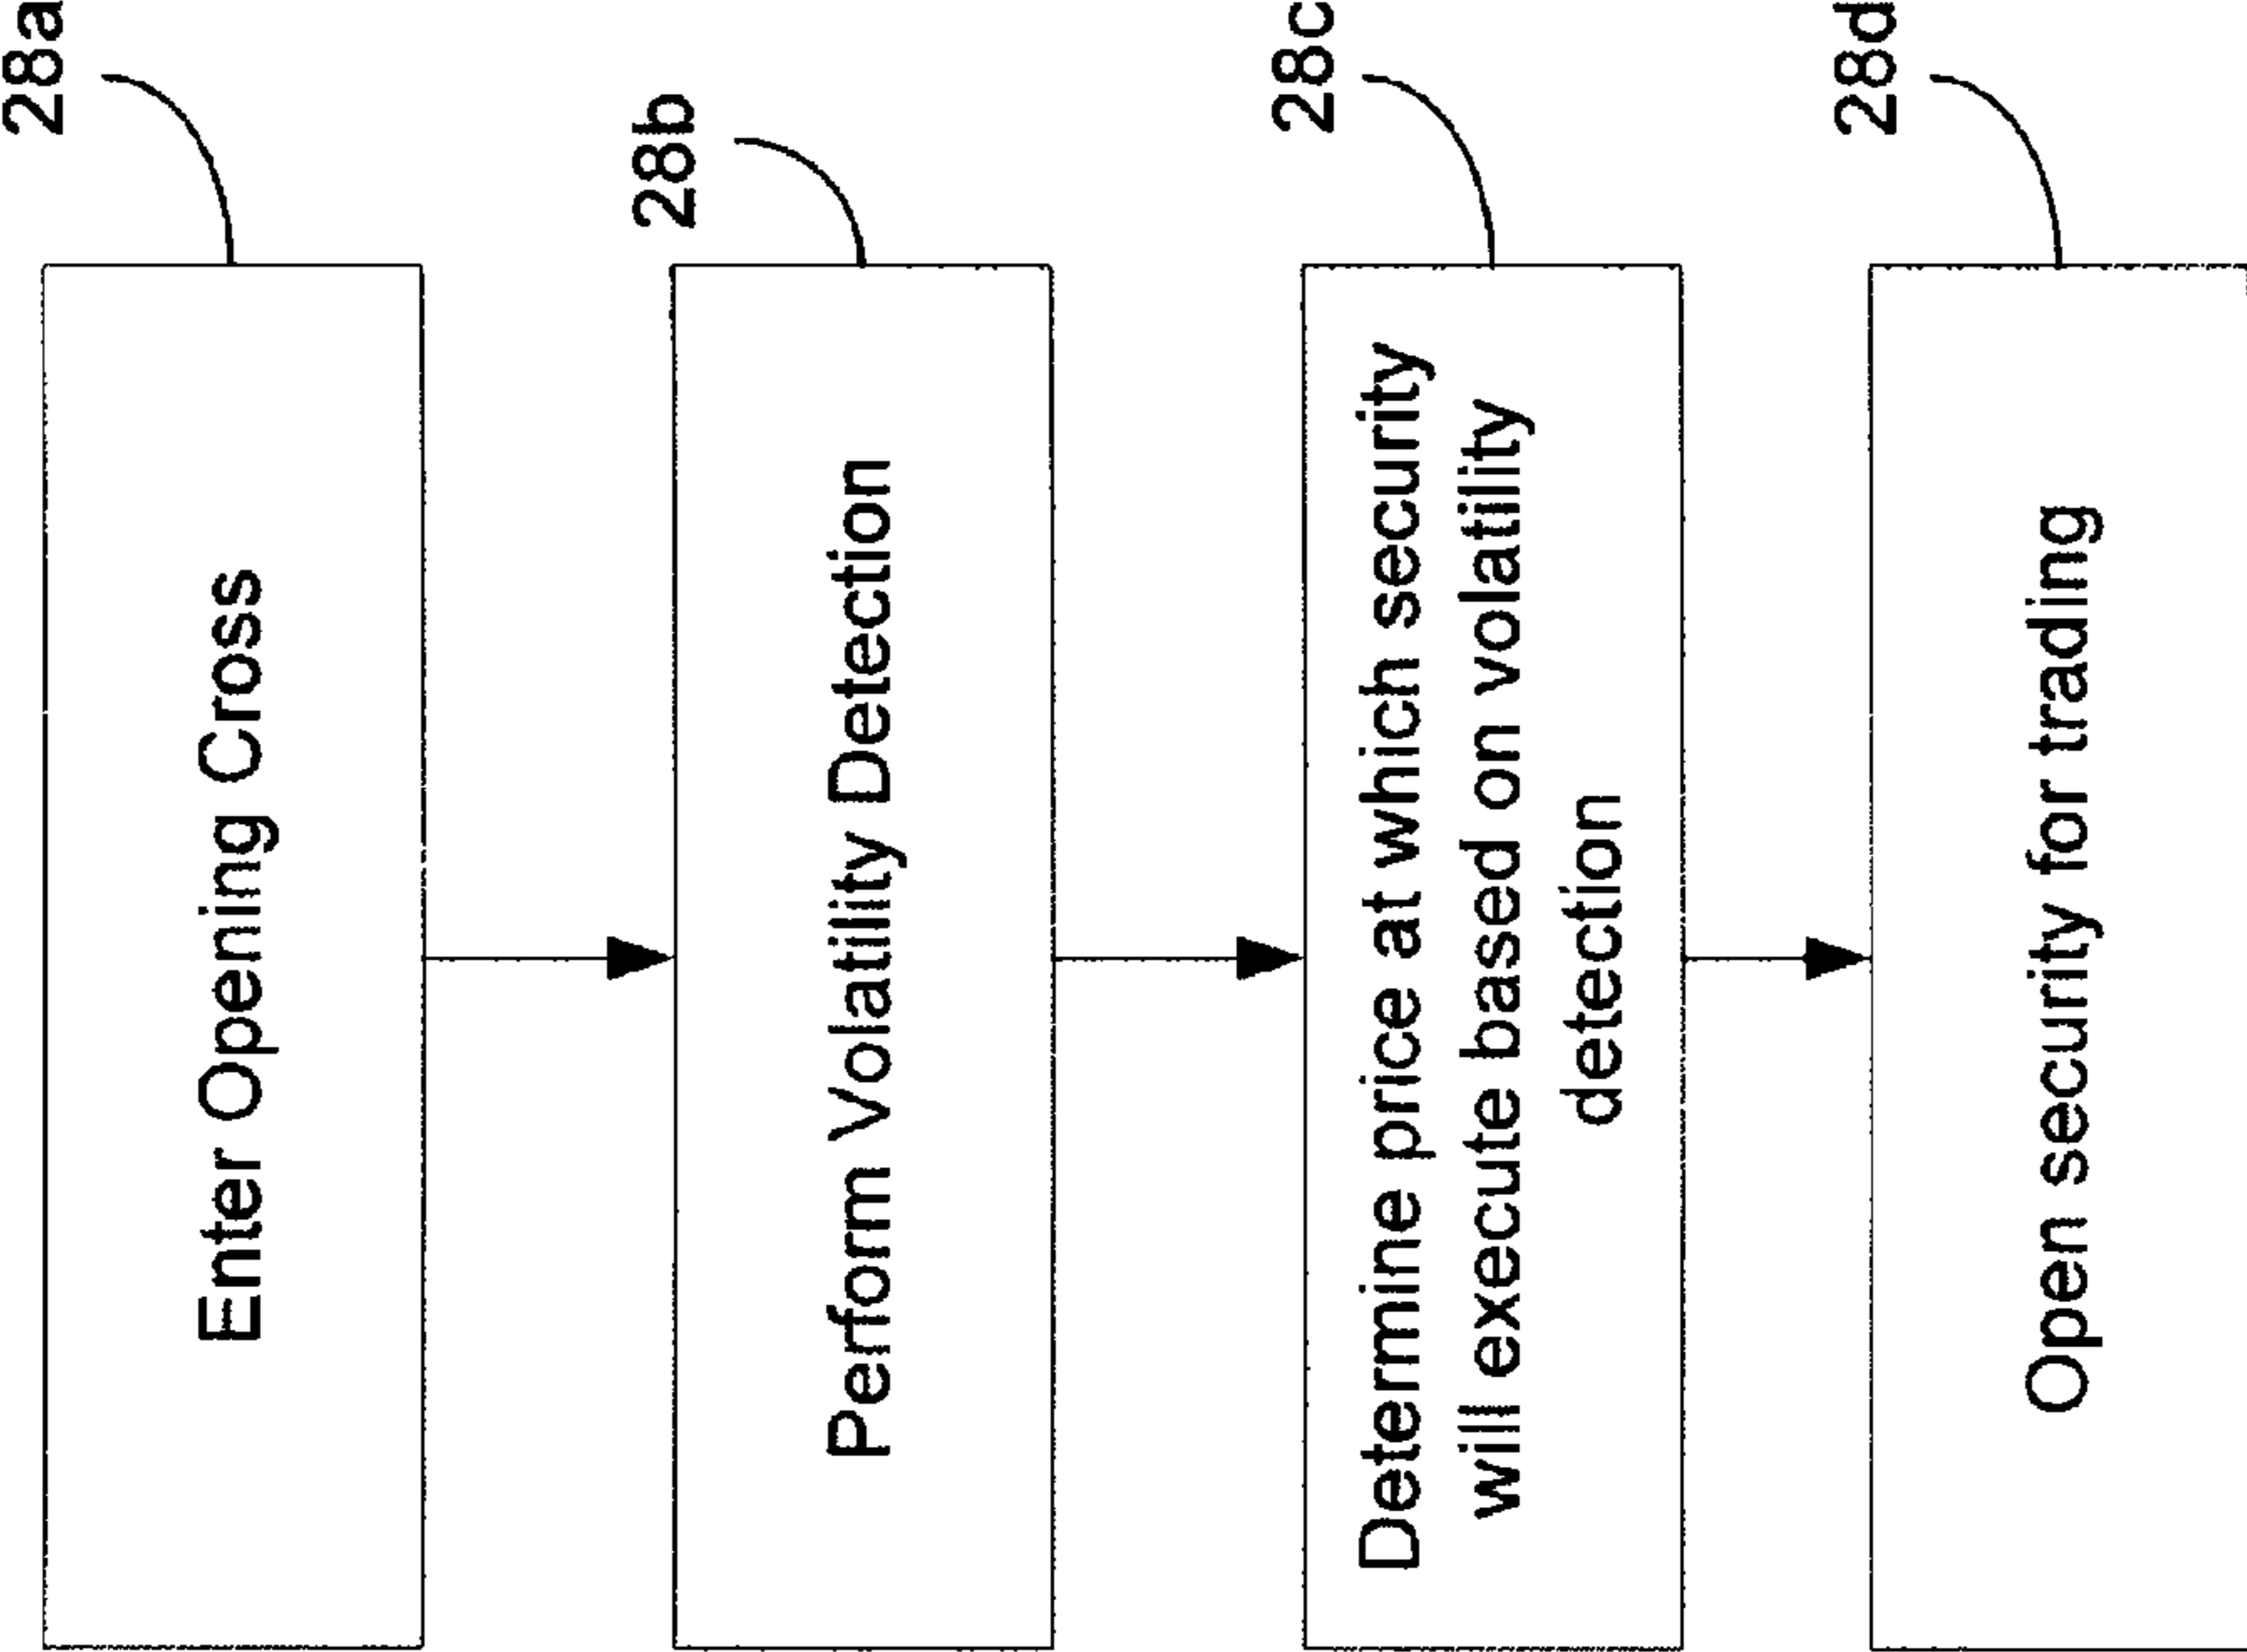 28a
Enter Opening Cross
28b
Perform Volatility Detection
28c
Determine price at which security
will execute based on volatility
detection
28d
Open security for trading